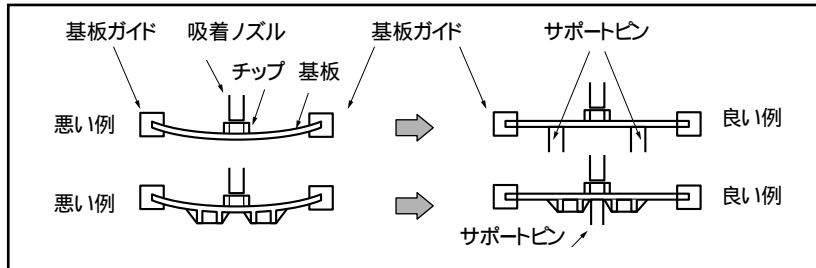 基板ガイド 吸着ノズル 基板ガイド サポートピン
チップ 基板
悪い例 良い例
悪い例 良い例
サポートピン